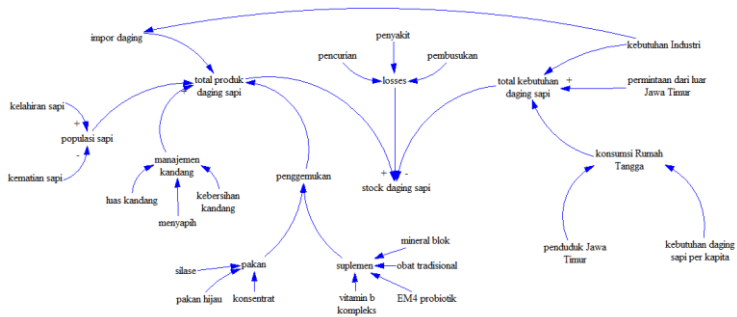 impor daging
penyakit
pencurian
pembusukan
kebutuhan Industri
total produk
daging sapi
+
losses
total kebutuhan
daging sapi
+
permintaan dari luar
Jawa Timur
kelahiran sapi
+
populasi sapi
-
kematian sapi
manajemen
kandang
luas kandang
kebersihan
kandang
menyapih
penggemukan
+
-
stock daging sapi
konsumsi Rumah
Tangga
penduduk Jawa
Timur
kebutuhan daging
sapi per kapita
mineral blok
silase
pakan
suplemen
obat tradisional
pakan hijau
konsentrat
vitamin b
kompleks
EM4 probiotik